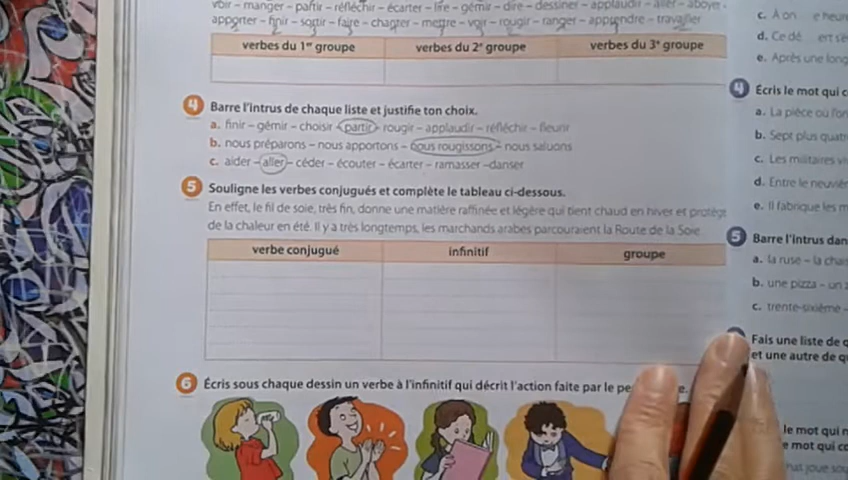 voir – manger – partir – réfléchir – écarter – lire – gémir – dire – dessiner – applaudir – aller – aboyer –
apporter – finir – sortir – faire – chanter – mettre – voir – rougir – ranger – apprendre – travailler
verbes du 1er groupe verbes du 2e groupe verbes du 3e groupe
4 Barre l'intrus de chaque liste et justifie ton choix.
a. finir – gémir – choisir – partir – rougir – applaudir – réfléchir – fleurir
b. nous préparons – nous apportons – nous rougissons – nous saluons
c. aider – aller – céder – écouter – écarter – ramasser –danser
5 Souligne les verbes conjugués et complète le tableau ci-dessous.
En effet, le fil de soie, très fin, donne une matière raffinée et légère qui tient chaud en hiver et protège
de la chaleur en été. Il y a très longtemps, les marchands arabes parcouraient la Route de la Soie
verbe conjugué infinitif groupe
6 Écris sous chaque dessin un verbe à l'infinitif qui décrit l'action faite par le pe
c. À on
d. Ce dé
e. Après une long
4 Écris le mot qui c
a. La pièce où l'on
b. Sept plus quat
c. Les militaires vi
d. Entre le neuviè
e. Il fabrique les m
5 Barre l'intrus dan
a. la ruse – la cha
b. une pizza – un
c. trente-sixième –
Fais une liste de
et une autre de q
le mot qui
e mot qui co